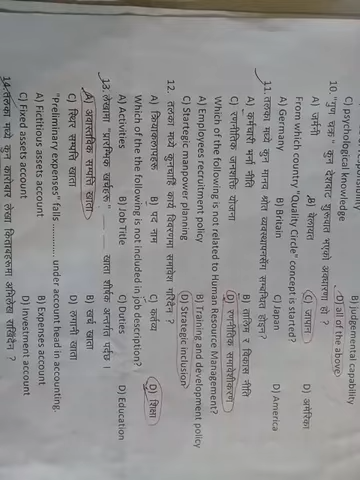 C) psychological knowledge
B) Judgemental capability
D) all of the above
10. "गुण चक्र" कुन देशबाट शुरूवात भएको अवधारणा हो ?
A) जर्मनी
B) बेलायत
C) जापान
D) अमेरिका
From which country "Quality Circle" concept is started?
A) Germany
B) Britain
C) Japan
D) America
11. तलका मध्ये कुन मानव श्रोत व्यवस्थापनसँग सम्बन्धित होइन ?
A) कर्मचारी भर्ना नीति
B) तालिम र विकास नीति
C) रणनीतिक जनशक्ति योजना
D) रणनीतिक समावेशीकरण
Which of the following is not related to Human Resource Management?
A) Employees recruitment policy
B) Training and development policy
C) Startegic manpower planning
D) Strategic inclusion
12. तलका मध्ये कुनचाहिँ कार्य विवरणमा समावेश गरिँदैन ?
A) क्रियाकलापहरू
B) पद नाम
C) कर्तव्य
D) शिक्षा
Which of the the following is not included in job description?
A) Activities
B) Job Title
C) Duties
D) Education
13. लेखामा "प्रारम्भिक खर्चहरू" खाता शीर्षक अन्तर्गत पर्दछ ।
A) अवास्तविक सम्पत्ति खाता
B) खर्च खाता
C) स्थिर सम्पत्ति खाता
D) लगानी खाता
"Preliminary expenses" falls ............ under account head in accounting.
A) Fictitious assets account
B) Expenses account
C) Fixed assets account
D) Investment account
14. तलका मध्ये कुन कारोबार लेखा किताबहरूमा अभिलेख राखिँदैन ?